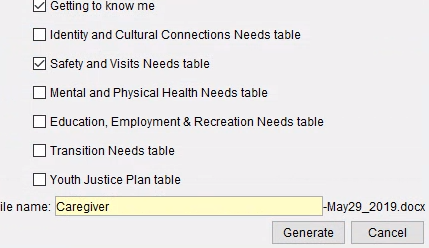 Getting to know me
Identity and Cultural Connections Needs table
Safety and Visits Needs table
Mental and Physical Health Needs table
Education, Employment & Recreation Needs table
Transition Needs table
Youth Justice Plan table
ile name: Caregiver -May29_2019.docx
Generate Cancel